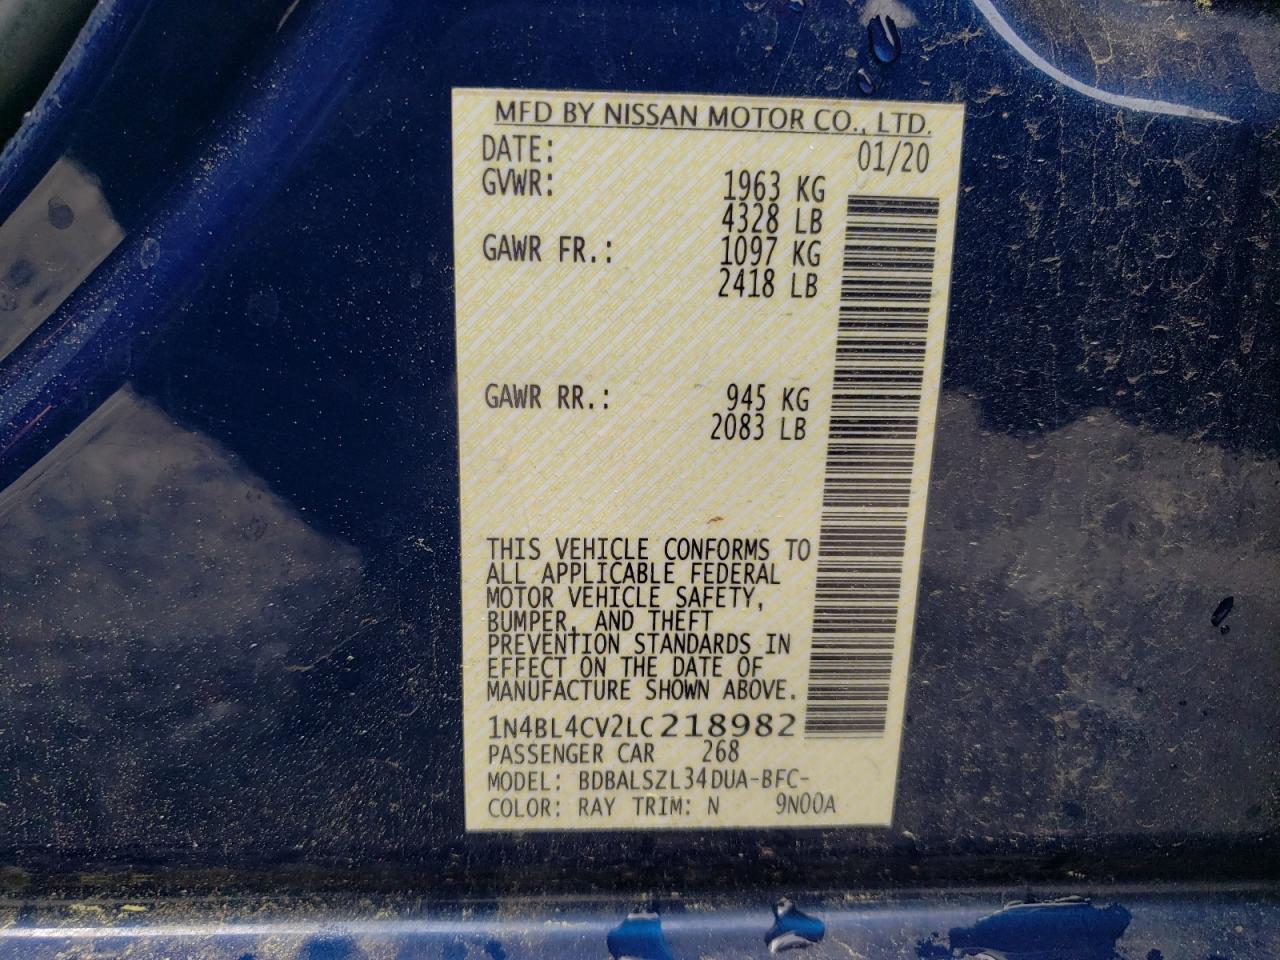 MFD BY NISSAN MOTOR CO., LTD.
DATE: 01/20
GVWR: 1963 KG
4328 LB
GAWR FR.: 1097 KG
2418 LB
GAWR RR.: 945 KG
2083 LB
THIS VEHICLE CONFORMS TO
ALL APPLICABLE FEDERAL
MOTOR VEHICLE SAFETY,
BUMPER, AND THEFT
PREVENTION STANDARDS IN
EFFECT ON THE DATE OF
MANUFACTURE SHOWN ABOVE.
1N4BL4CV2LC218982
PASSENGER CAR 268
MODEL: BDBALSZL34DUA-BFC-
COLOR: RAY TRIM: N 9N00A